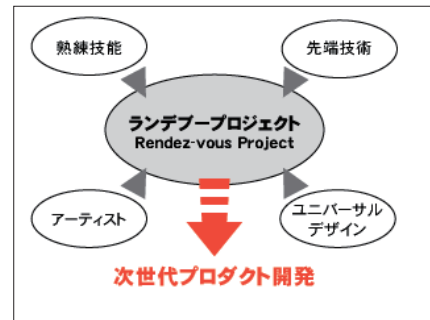 熟練技能
先端技術
ランデブープロジェクト
Rendez-vous Project
アーティスト
ユニバーサル
デザイン
次世代プロダクト開発